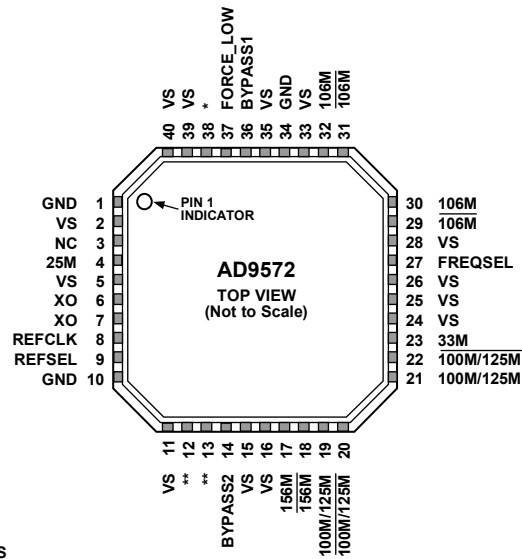 40 VS
39 VS
38 *
37 FORCE_LOW
36 BYPASS1
35 VS
34 GND
33 VS
32 106M
31 106M
GND 1
VS 2
NC 3
25M 4
VS 5
XO 6
XO 7
REFCLK 8
REFSEL 9
GND 10
PIN 1
INDICATOR
AD9572
TOP VIEW
(Not to Scale)
30 106M
29 106M
28 VS
27 FREQSEL
26 VS
25 VS
24 VS
23 33M
22 100M/125M
21 100M/125M
VS 11
** 12
** 13
BYPASS2 14
VS 15
VS 16
156M 17
156M 18
100M/125M 19
100M/125M 20
S